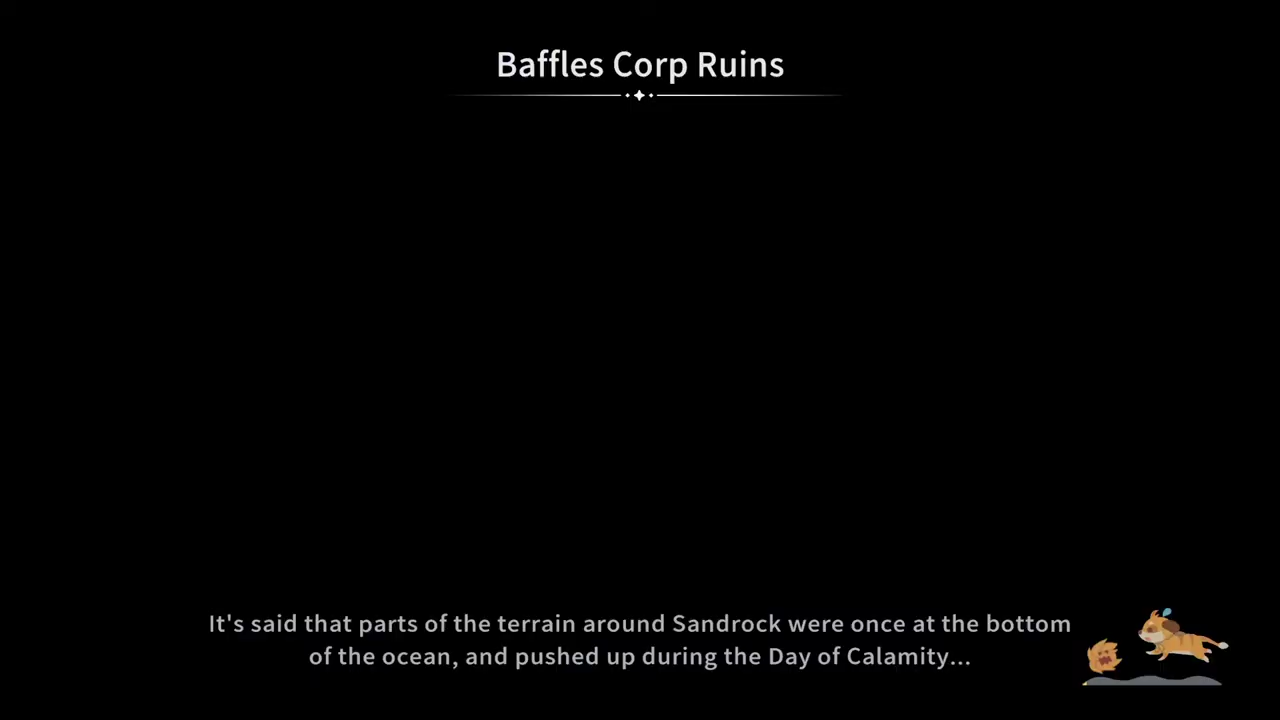 Baffles Corp Ruins
It's said that parts of the terrain around Sandrock were once at the bottom
of the ocean, and pushed up during the Day of Calamity...